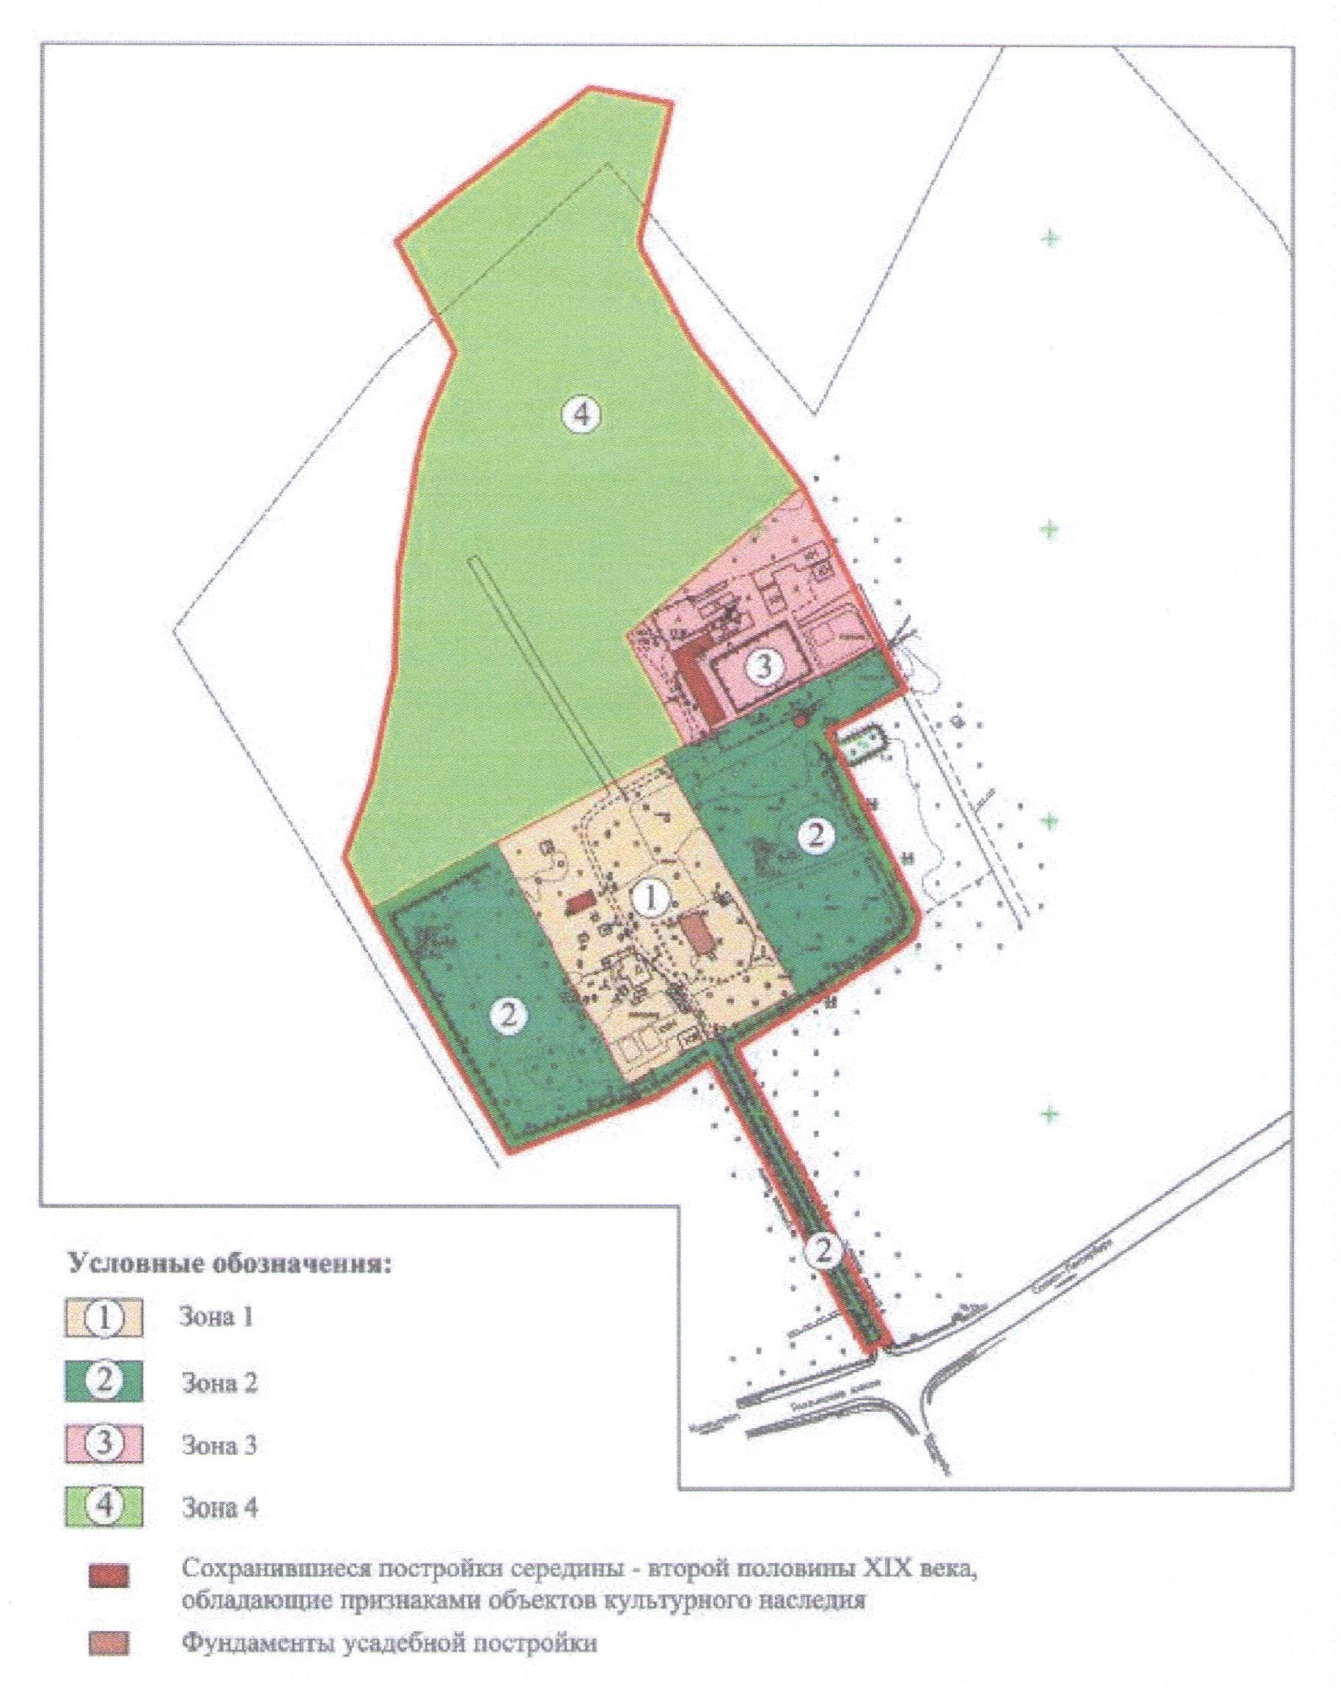 4
3
2
1
2
2
Условные обозначения:
1 Зона 1
2 Зона 2
3 Зона 3
4 Зона 4
Сохранившиеся постройки середины - второй половины XIX века,
обладающие признаками объектов культурного наследия
Фундаменты усадебной постройки